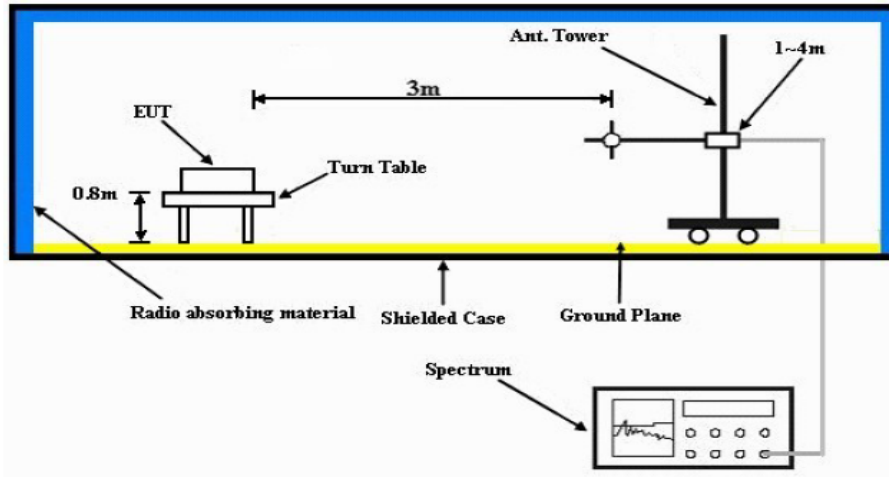 Ant. Tower
1~4m
3m
EUT
Turn Table
0.8m
Radio absorbing material
Shielded Case
Ground Plane
Spectrum